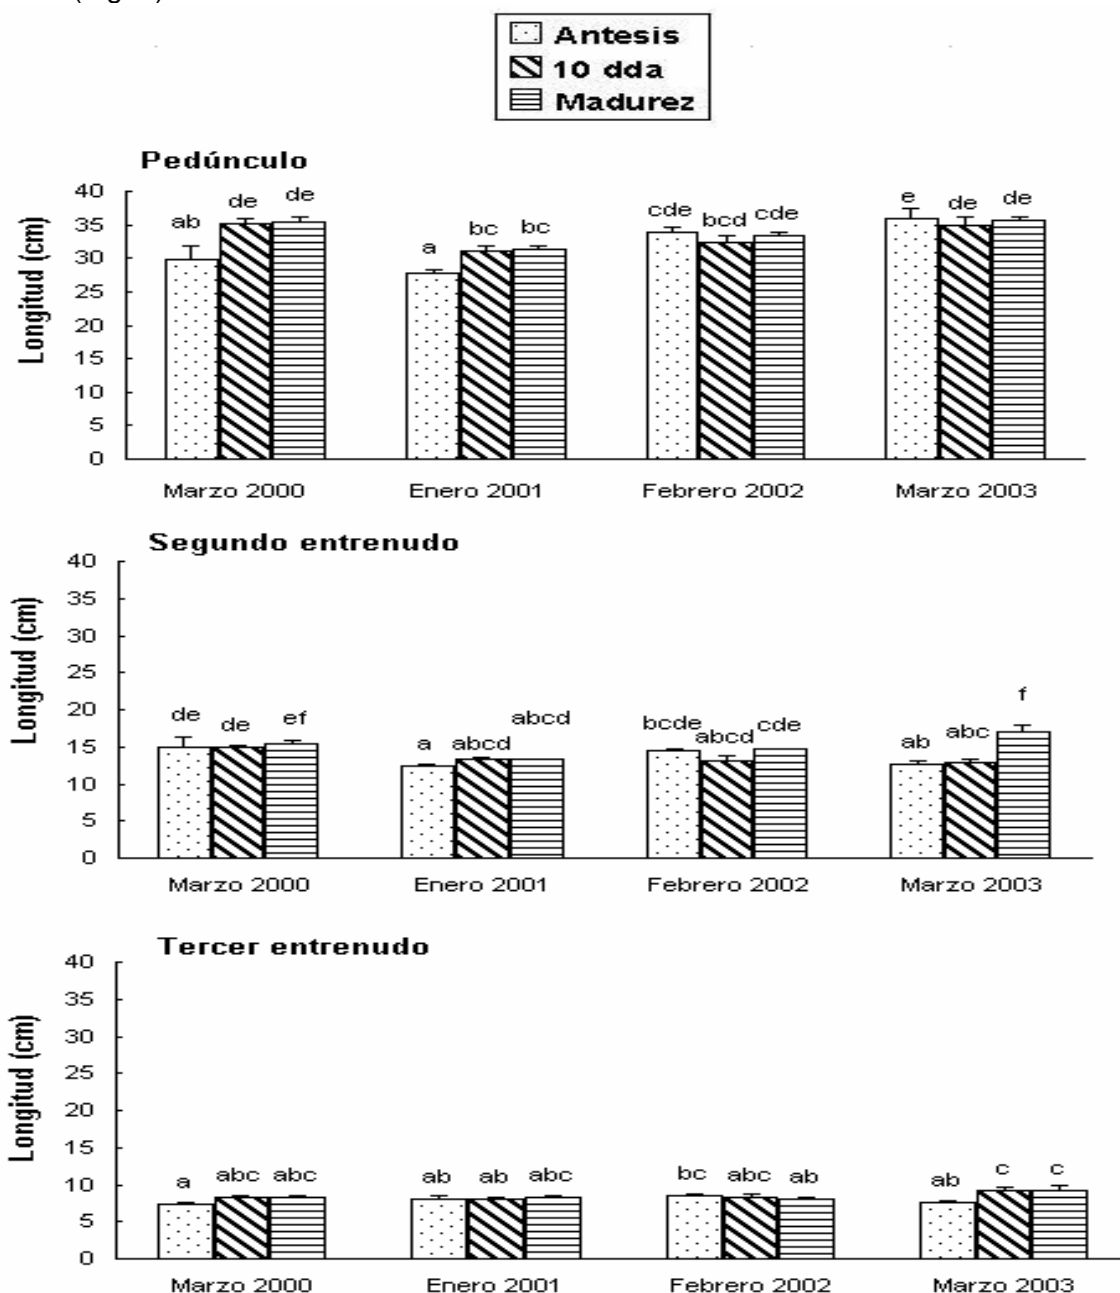 Antesis
10 dda
Madurez
Pedúnculo
Longitud (cm)
40
35
30
25
20
15
10
5
0
ab de de
a bc bc
cde bcd cde
e de de
Marzo 2000 Enero 2001 Febrero 2002 Marzo 2003
Segundo entrenudo
Longitud (cm)
40
35
30
25
20
15
10
5
0
de de ef
a abcd abcd
bcde abcd cde
ab abc f
Marzo 2000 Enero 2001 Febrero 2002 Marzo 2003
Tercer entrenudo
Longitud (cm)
40
35
30
25
20
15
10
5
0
a abc abc
ab ab abc
bc abc ab
ab c c
Marzo 2000 Enero 2001 Febrero 2002 Marzo 2003